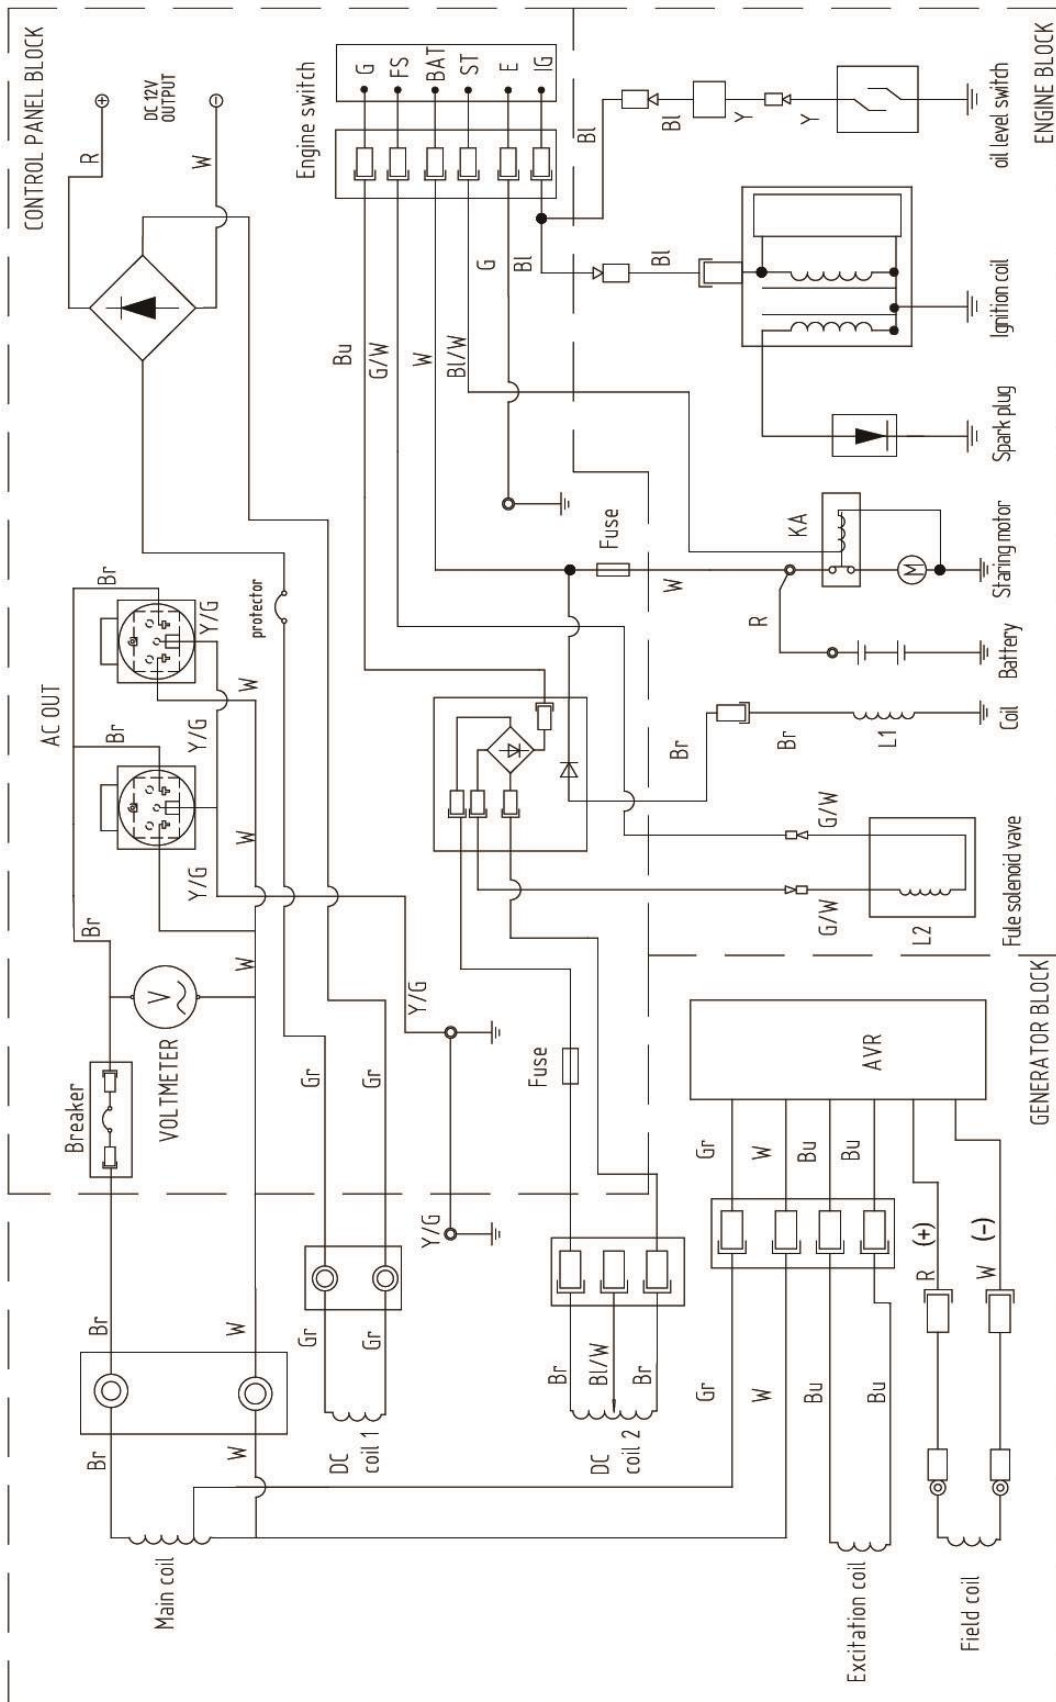 CONTROL PANEL BLOCK
R
DC 12V
OUTPUT
W
Engine switch
G
FS
BAT
ST
E
IG
Bu
G/W
W
Bl/W
G
Bl
Bl
Bl
Y
Y
oil level switch
ENGINE BLOCK
Bl
Ignition coil
Spark plug
KA
M
Staring motor
Fuse
W
R
Battery
Br
Br
L1
Coil
G/W
G/W
L2
Fule solenoid vave
AC OUT
Br
Y/G
W
Br
Y/G
W
Y/G
Br
W
protector
Breaker
V
VOLTMETER
Gr
Gr
Y/G
Y/G
Fuse
Br
W
Br
W
Main coil
Gr
Gr
DC
coil 1
Br
Bl/W
Br
DC
coil 2
GENERATOR BLOCK
AVR
Gr
W
Bu
Bu
R
(+)
W
(-)
Gr
W
Bu
Bu
Excitation coil
Field coil